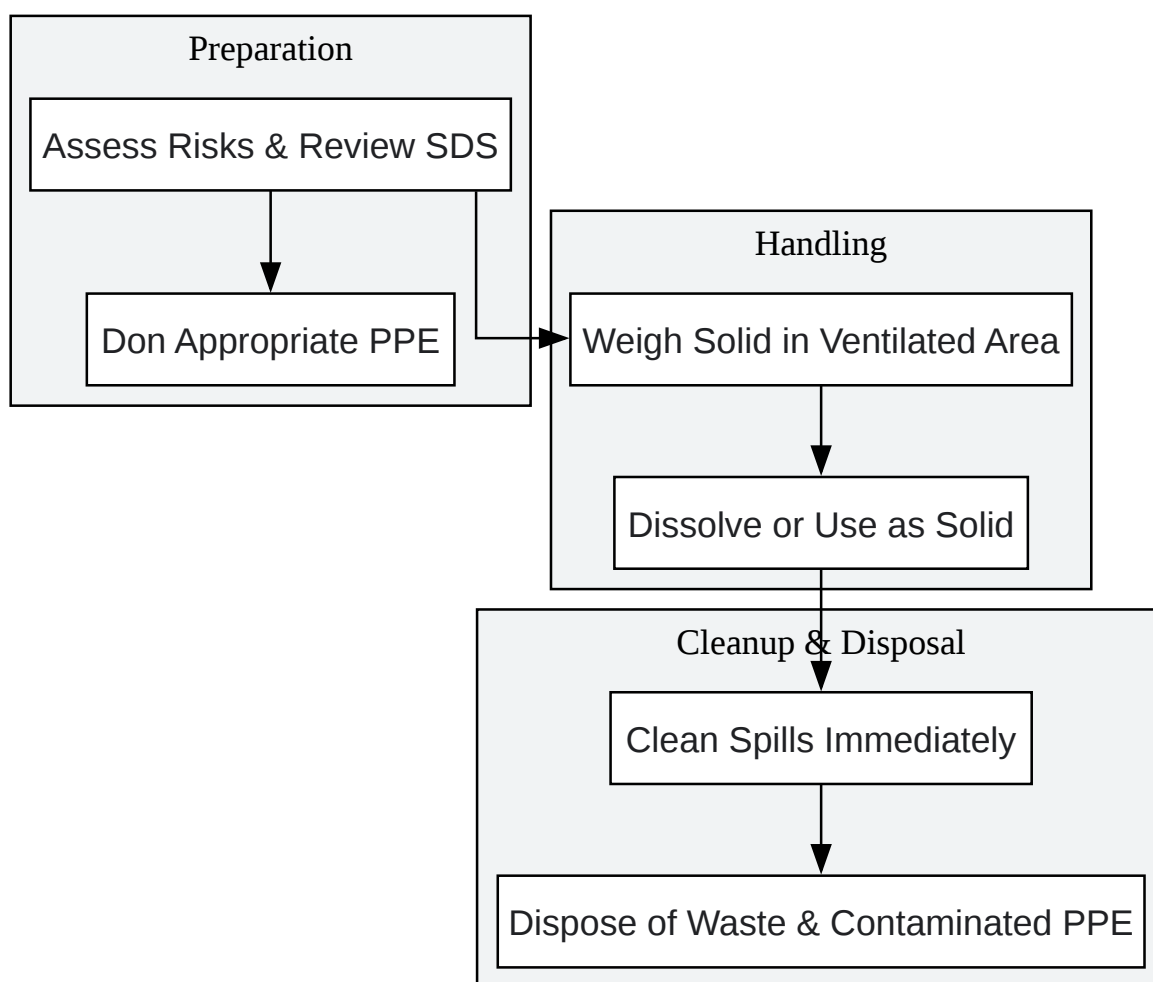 Preparation
Assess Risks & Review SDS
Don Appropriate PPE
Handling
Weigh Solid in Ventilated Area
Dissolve or Use as Solid
Cleanup & Disposal
Clean Spills Immediately
Dispose of Waste & Contaminated PPE